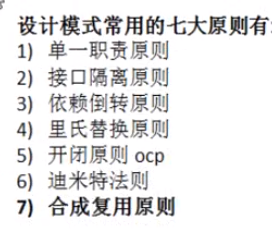 设计模式常用的七大原则有:
1) 单一职责原则
2) 接口隔离原则
3) 依赖倒转原则
4) 里氏替换原则
5) 开闭原则 ocp
6) 迪米特法则
7) 合成复用原则